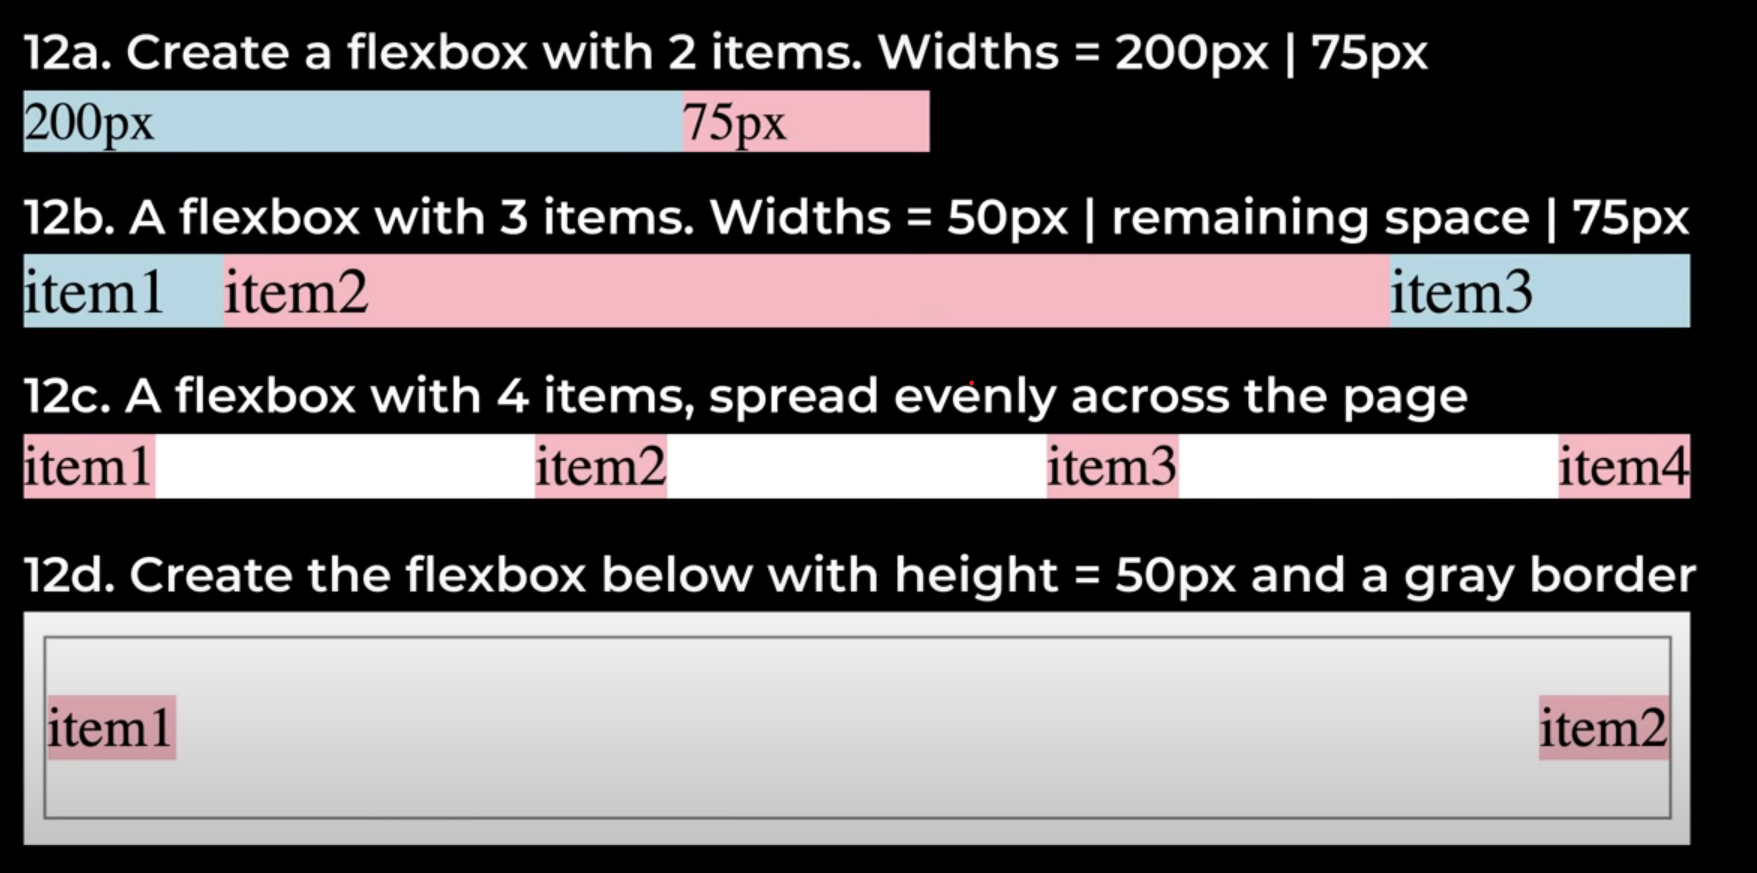 12a. Create a flexbox with 2 items. Widths = 200px | 75px
200px 75px
12b. A flexbox with 3 items. Widths = 50px | remaining space | 75px
item1 item2 item3
12c. A flexbox with 4 items, spread evenly across the page
item1 item2 item3 item4
12d. Create the flexbox below with height = 50px and a gray border
item1 item2